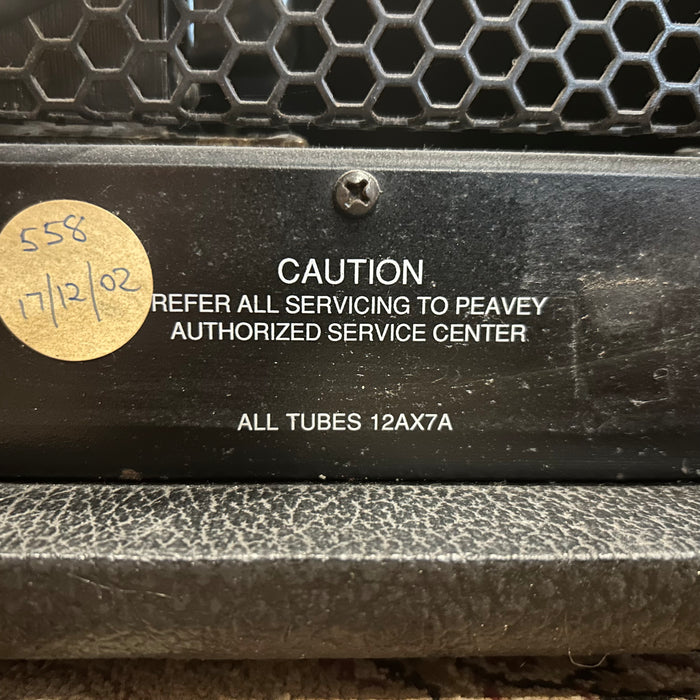 558
17/12/02
CAUTION
REFER ALL SERVICING TO PEAVEY
AUTHORIZED SERVICE CENTER
ALL TUBES 12AX7A